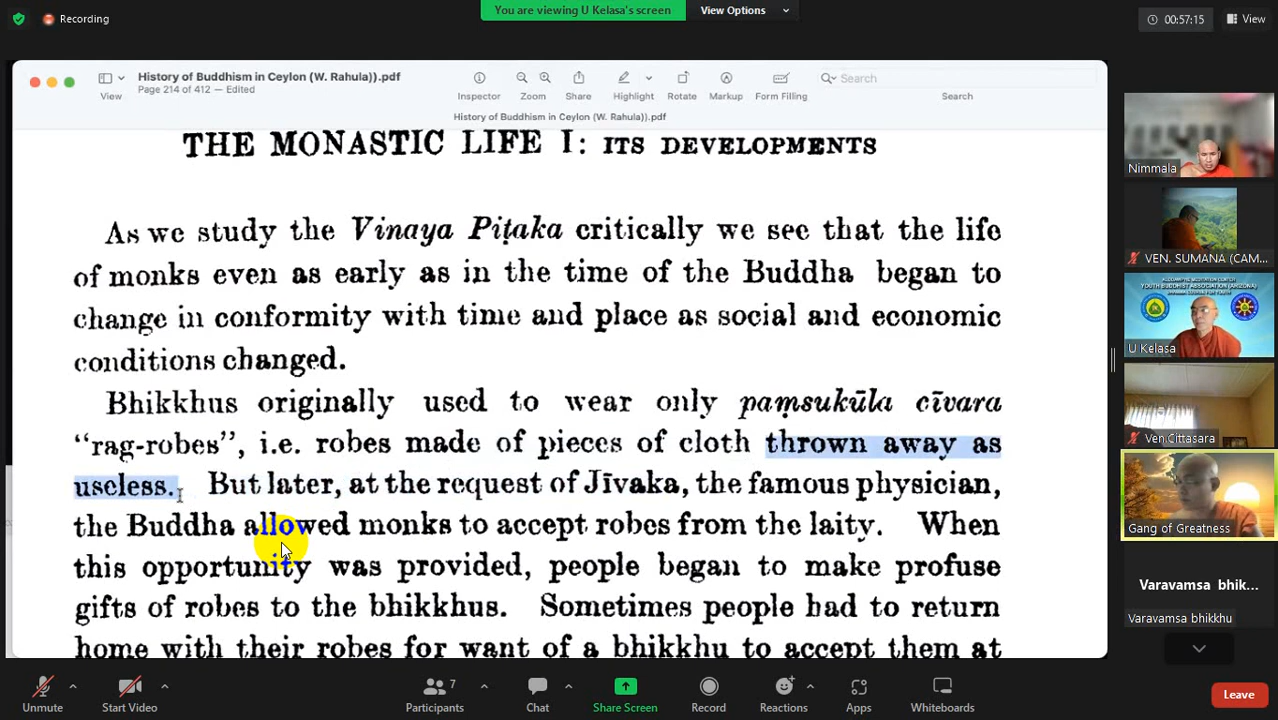 Recording
You are viewing U Kelasa's screen
View Options
00:57:15
View
History of Buddhism in Ceylon (W. Rahula)).pdf
Page 214 of 412 — Edited
View
Inspector
Zoom
Share
Highlight
Rotate
Markup
Form Filling
Search
Search
History of Buddhism in Ceylon (W. Rahula)).pdf
THE MONASTIC LIFE I: ITS DEVELOPMENTS
As we study the Vinaya Piṭaka critically we see that the life
of monks even as early as in the time of the Buddha began to
change in conformity with time and place as social and economic
conditions changed.
Bhikkhus originally used to wear only paṃsukūla cīvara
“rag-robes”, i.e. robes made of pieces of cloth thrown away as
useless. But later, at the request of Jīvaka, the famous physician,
the Buddha allowed monks to accept robes from the laity. When
this opportunity was provided, people began to make profuse
gifts of robes to the bhikkhus. Sometimes people had to return
home with their robes for want of a bhikkhu to accept them at
Nimmala
VEN. SUMANA (CAM...
YOUTH BUDDHIST ASSOCIATION (ARIZONA)
U Kelasa
Ven Cittasara
Gang of Greatness
Varavamsa bhik...
Varavamsa bhikkhu
Unmute
Start Video
7
Participants
Chat
Share Screen
Record
Reactions
Apps
Whiteboards
Leave